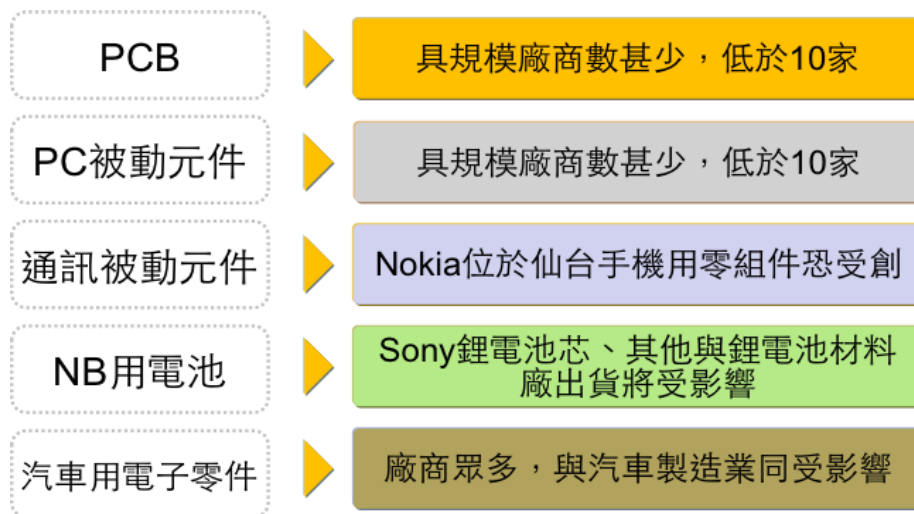 PCB
具規模廠商數甚少，低於10家
PC被動元件
具規模廠商數甚少，低於10家
通訊被動元件
Nokia位於仙台手機用零組件恐受創
NB用電池
Sony鋰電池芯、其他與鋰電池材料
廠出貨將受影響
汽車用電子零件
廠商眾多，與汽車製造業同受影響